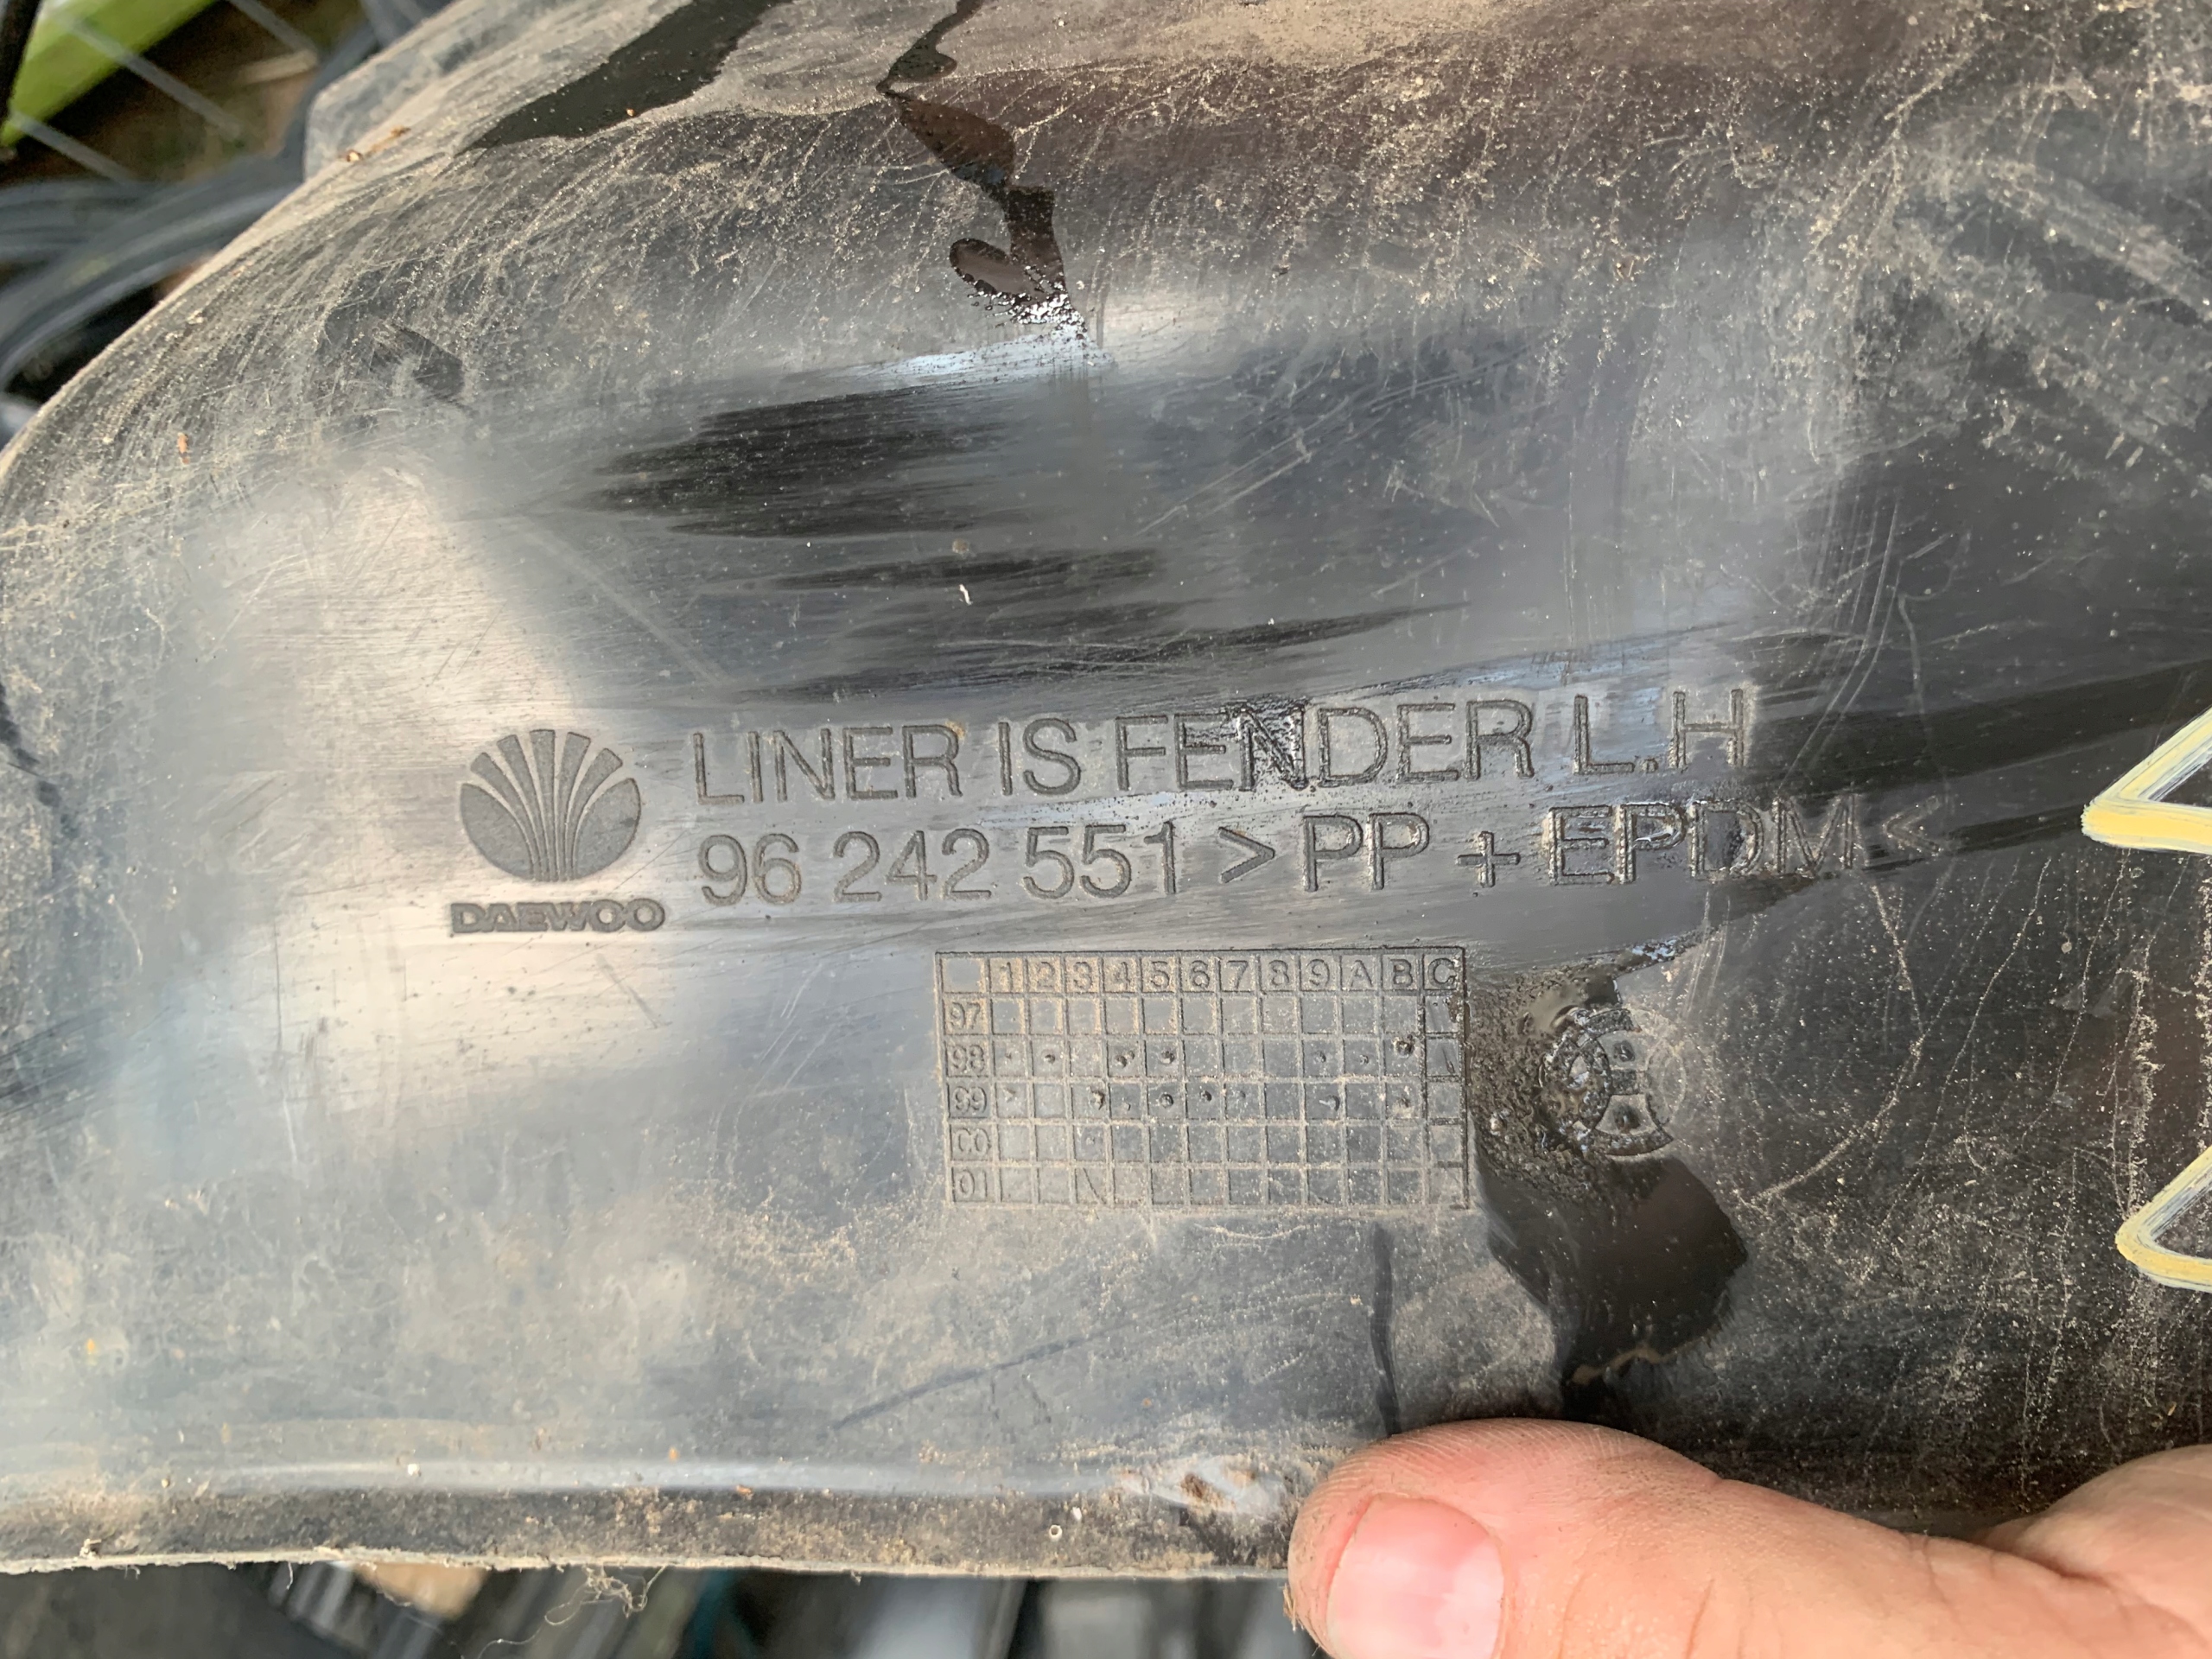 LINER IS FENDER L.H
96 242 551 > PP + EPDM <
DAEWOO
1 2 3 4 5 6 7 8 9 A B C
97
98
99
00
01